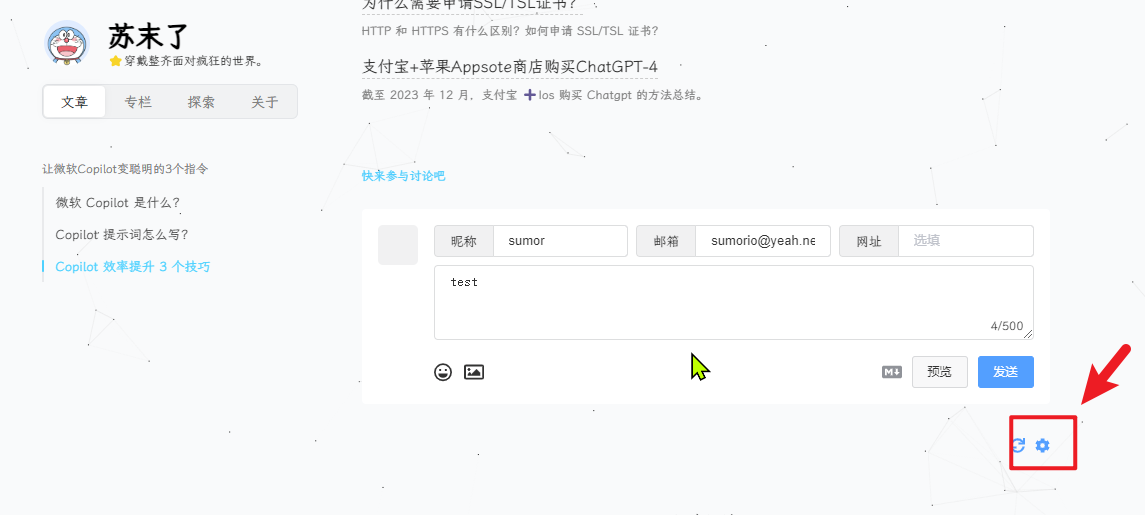 苏末了
⭐穿戴整齐面对疯狂的世界。
文章 专栏 探索 关于
让微软Copilot变聪明的3个指令
微软 Copilot 是什么?
Copilot 提示词怎么写?
Copilot 效率提升 3 个技巧
为什么需要申请SSL/TSL证书?
HTTP 和 HTTPS 有什么区别? 如何申请 SSL/TSL 证书?
支付宝+苹果Appsote商店购买ChatGPT-4
截至 2023 年 12 月，支付宝 ➕Ios 购买 Chatgpt 的方法总结。
快来参与讨论吧
昵称 sumor 邮箱 sumorio@yeah.ne 网址 选填
test
4/500
M↓ 预览 发送